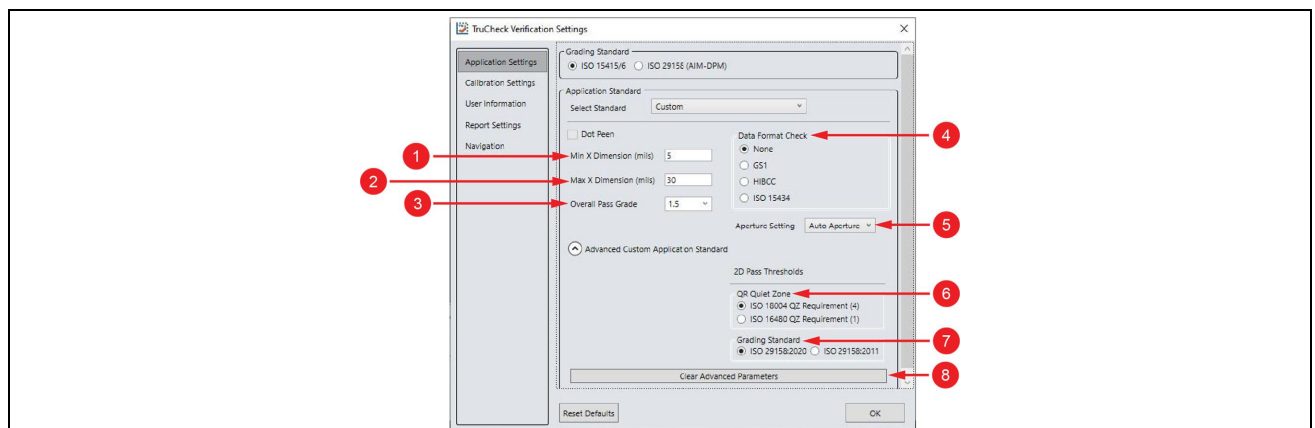 TruCheck Verification Settings
Application Settings
Calibration Settings
User Information
Report Settings
Navigation
Grading Standard
ISO 15415/6 ISO 29158 (AIM-DPM)
Application Standard
Select Standard Custom
Dot Peen
1 Min X Dimension (mils) 5
2 Max X Dimension (mils) 30
3 Overall Pass Grade 1.5
Data Format Check 4
None
GS1
HIBCC
ISO 15434
Aperture Setting Auto Aperture 5
Advanced Custom Application Standard
2D Pass Thresholds
QR Quiet Zone 6
ISO 18004 QZ Requirement (4)
ISO 16480 QZ Requirement (1)
Grading Standard 7
ISO 29158:2020 ISO 29158:2011
Clear Advanced Parameters 8
Reset Defaults OK